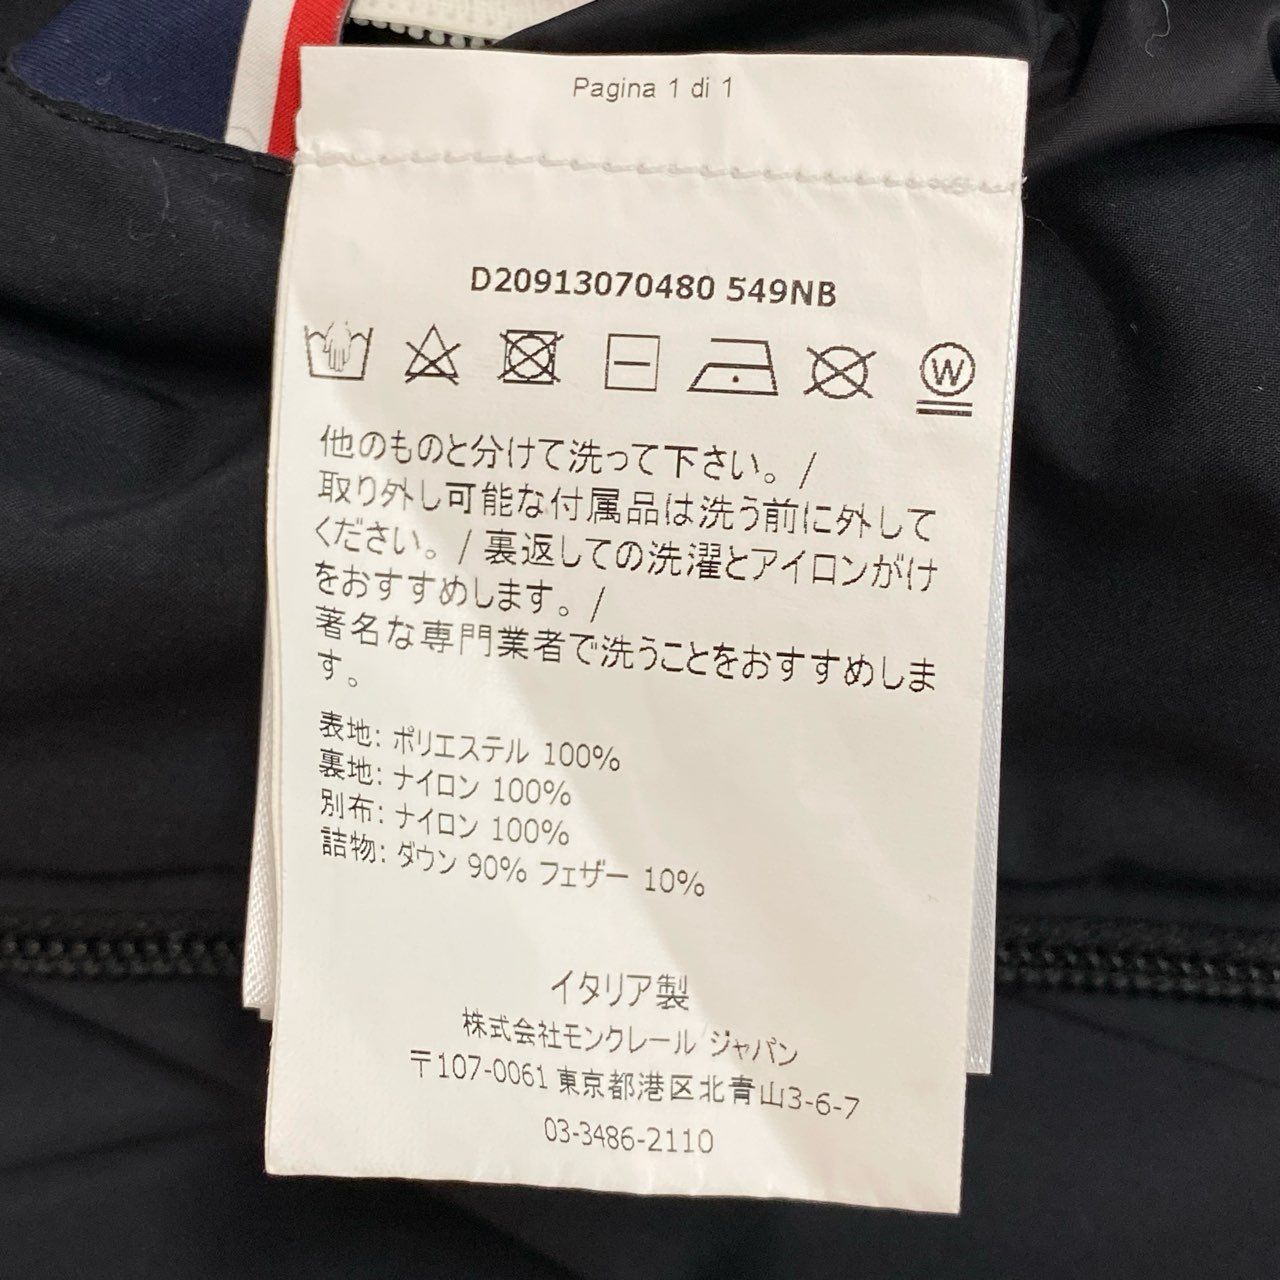 Pagina 1 di 1
D20913070480 549NB
W
他のものと分けて洗って下さい。/
取り外し可能な付属品は洗う前に外して
ください。/ 裏返しての洗濯とアイロンがけ
をおすすめします。/
著名な専門業者で洗うことをおすすめしま
す。
表地: ポリエステル 100%
裏地: ナイロン 100%
別布: ナイロン 100%
詰物: ダウン 90% フェザー 10%
イタリア製
株式会社モンクレール ジャパン
〒107-0061 東京都港区北青山3-6-7
03-3486-2110